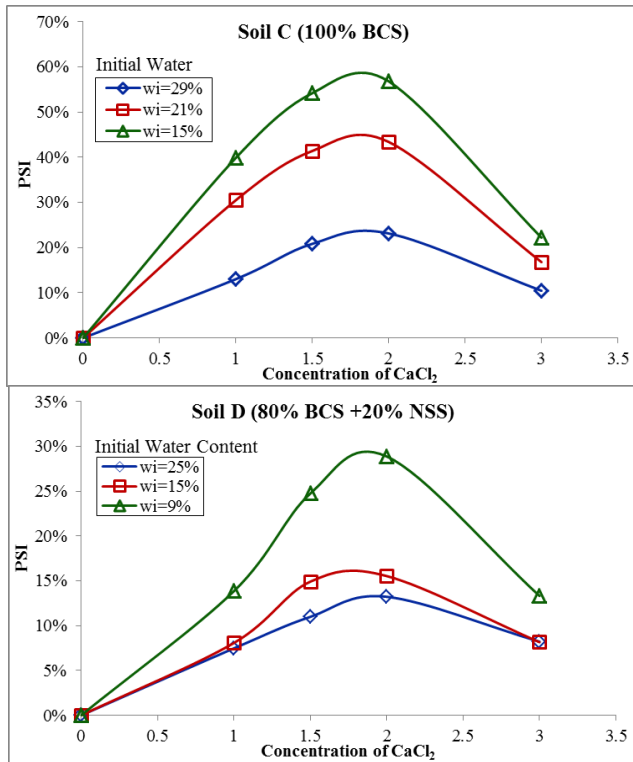 Soil C (100% BCS)
Initial Water
wi=29%
wi=21%
wi=15%
PSI
70%
60%
50%
40%
30%
20%
10%
0%
0
0.5
1
1.5
2
2.5
3
3.5
Concentration of CaCl₂
Soil D (80% BCS +20% NSS)
Initial Water Content
wi=25%
wi=15%
wi=9%
PSI
35%
30%
25%
20%
15%
10%
5%
0%
0
0.5
1
1.5
2
2.5
3
3.5
Concentration of CaCl₂